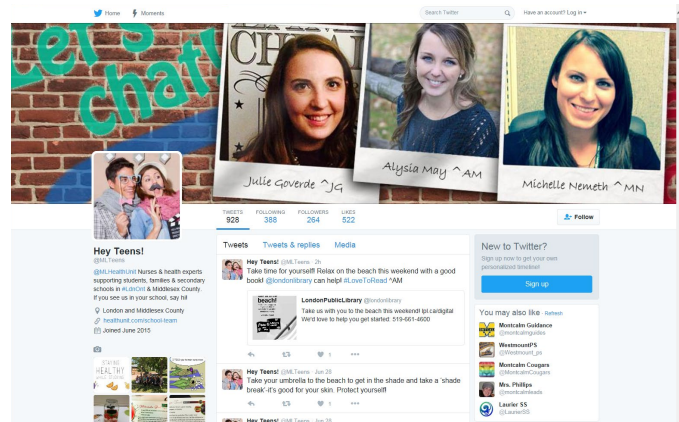 Home
Moments
Search Twitter
Have an account? Log in
Let's
chat!
Julie Goverde ^JG
Alysia May ^AM
Michelle Nemeth ^MN
TWEETS
928
FOLLOWING
388
FOLLOWERS
264
LIKES
522
Follow
Hey Teens!
@MLTeens
@MLHealthUnit Nurses & health experts
supporting students, families & secondary
schools in #LdnOnt & Middlesex County.
If you see us in your school, say hi!
London and Middlesex County
healthunit.com/school-team
Joined June 2015
STAYING
HEALTHY
Tweets
Tweets & replies
Media
Hey Teens! @MLTeens · 2h
Take time for yourself! Relax on the beach this weekend with a good
book! @londonlibrary can help! #LoveToRead ^AM
beach!
LondonPublicLibrary @londonlibrary
Take us with you to the beach this weekend! lpl.ca/digital
We'd love to help you get started: 519-661-4600
1
Hey Teens! @MLTeens · Jun 28
Take your umbrella to the beach to get in the shade and take a 'shade
break'-it's good for your skin. Protect yourself!
1
Hey Teens! @MLTeens · Jun 28
New to Twitter?
Sign up now to get your own
personalized timeline!
Sign up
You may also like · Refresh
Montcalm Guidance
@montcalmguides
WestmountPS
@Westmount_ps
Montcalm Cougars
@MontcalmCougars
Mrs. Phillips
@montcalmleads
Laurier SS
@LaurierSS